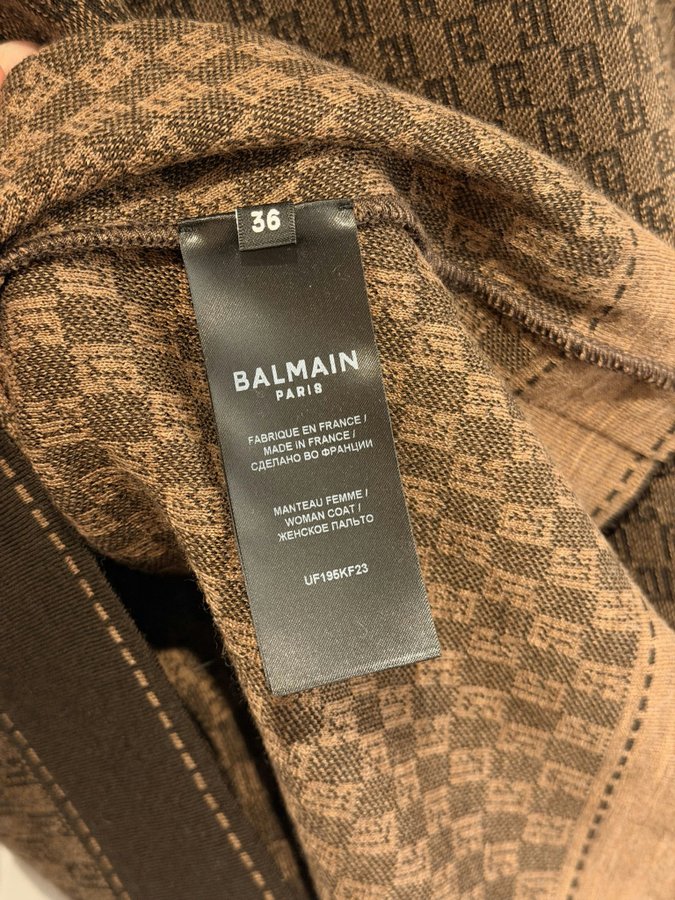 36
BALMAIN
PARIS
FABRIQUE EN FRANCE /
MADE IN FRANCE /
СДЕЛАНО ВО ФРАНЦИИ
MANTEAU FEMME /
WOMAN COAT /
ЖЕНСКОЕ ПАЛЬТО
UF195KF23